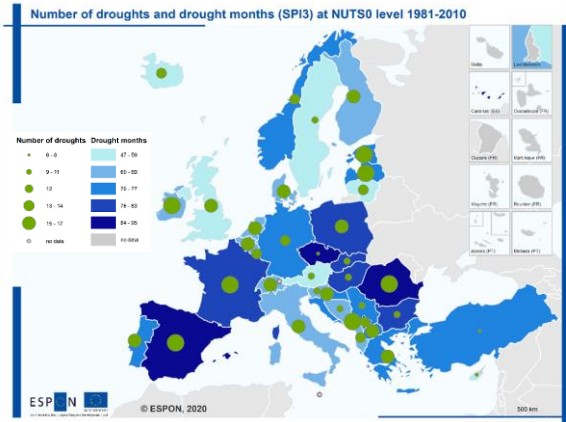 Number of droughts and drought months (SPI3) at NUTS0 level 1981-2010
Malta
Liechtenstein
Canarias (ES)
Guadeloupe (FR)
Guyane (FR)
Martinique (FR)
Mayotte (FR)
Reunion (FR)
Azores (PT)
Madeira (PT)
Number of droughts
6 - 8
9 - 11
12
13 - 14
15 - 17
no data
Drought months
47 - 59
60 - 69
70 - 77
78 - 83
84 - 95
no data
ESPON
© ESPON, 2020
500 km